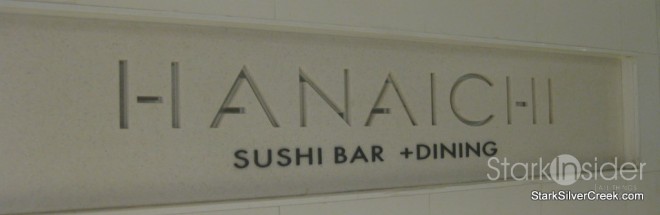 HANAICHI
SUSHI BAR +DINING
StarkInsider
StarkSilverCreek.com